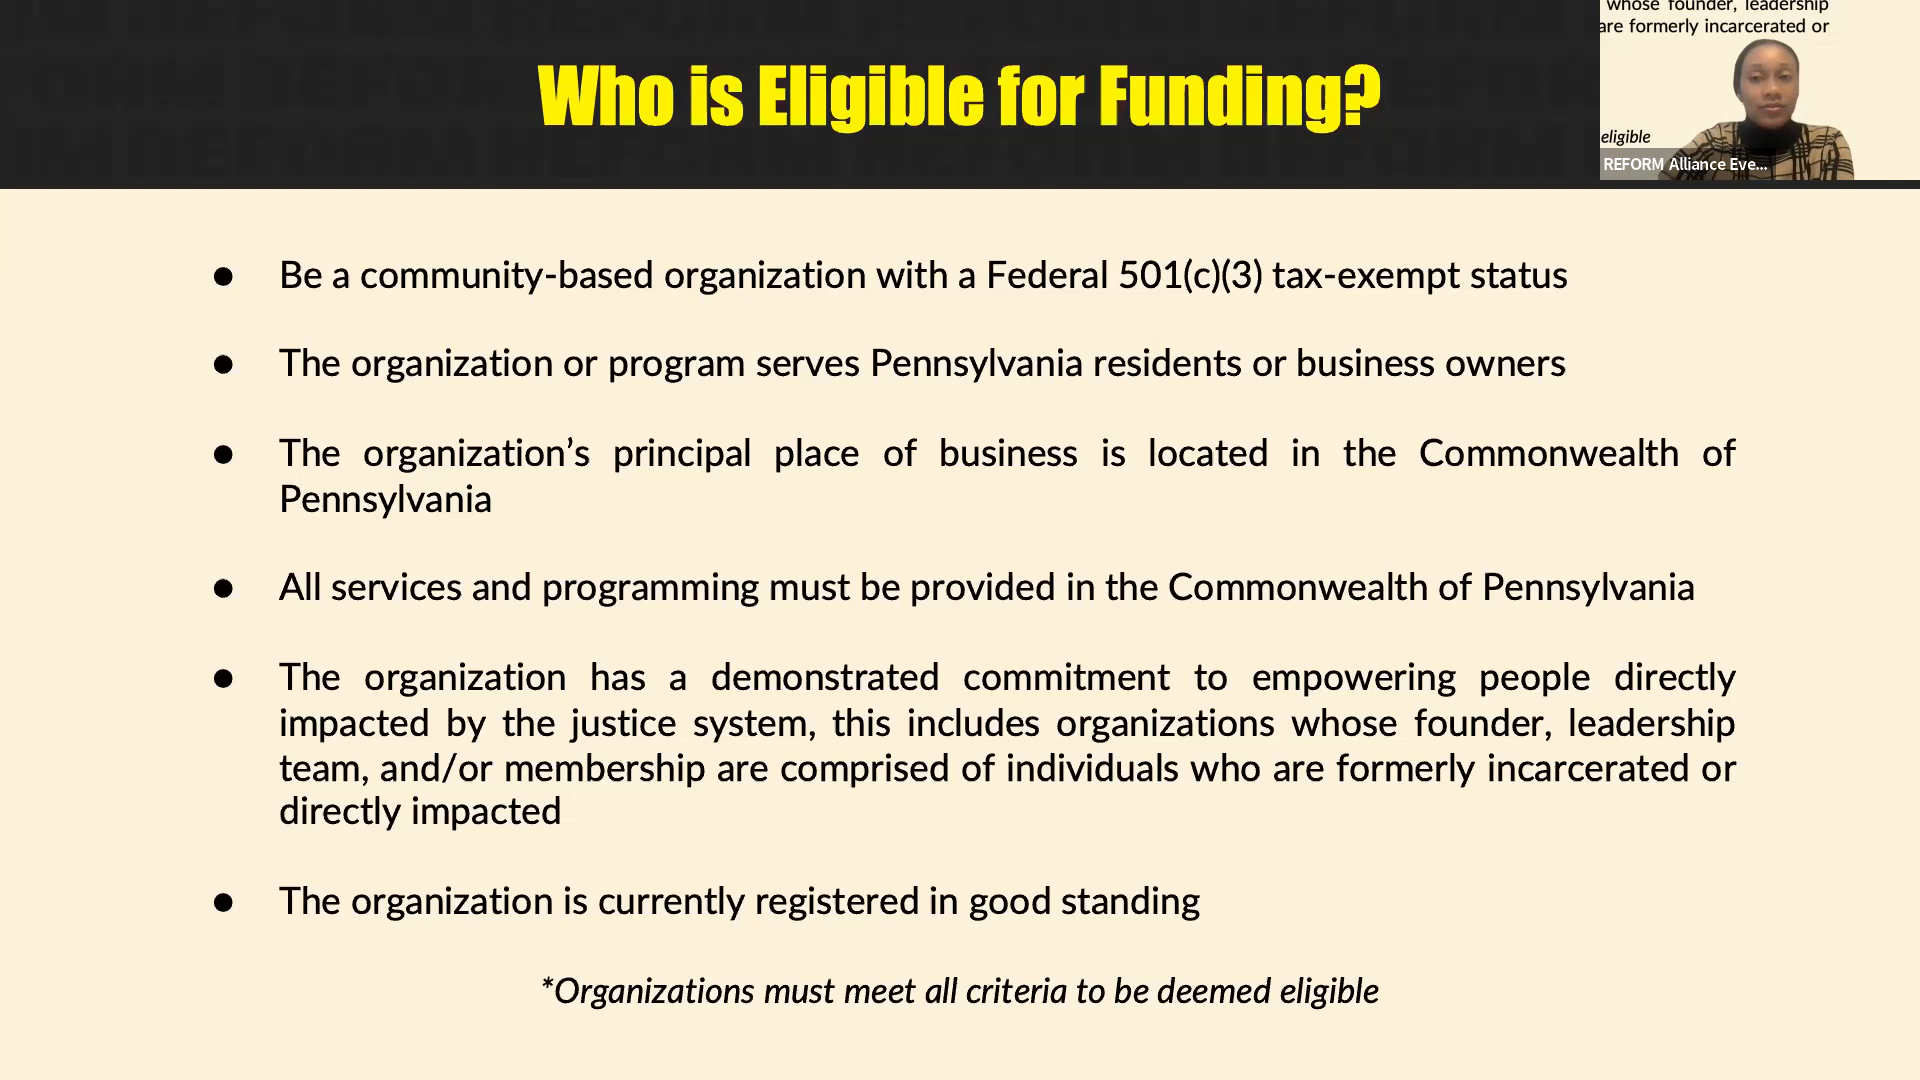 Who is Eligible for Funding?
whose founder, leadership
are formerly incarcerated or
eligible
REFORM Alliance Eve...
● Be a community-based organization with a Federal 501(c)(3) tax-exempt status
● The organization or program serves Pennsylvania residents or business owners
● The organization’s principal place of business is located in the Commonwealth of
Pennsylvania
● All services and programming must be provided in the Commonwealth of Pennsylvania
● The organization has a demonstrated commitment to empowering people directly
impacted by the justice system, this includes organizations whose founder, leadership
team, and/or membership are comprised of individuals who are formerly incarcerated or
directly impacted
● The organization is currently registered in good standing
*Organizations must meet all criteria to be deemed eligible